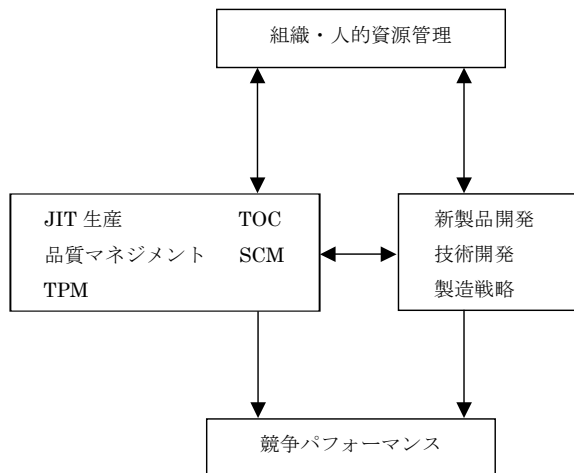 組織・人的資源管理
JIT 生産 TOC
品質マネジメント SCM
TPM
新製品開発
技術開発
製造戦略
競争パフォーマンス